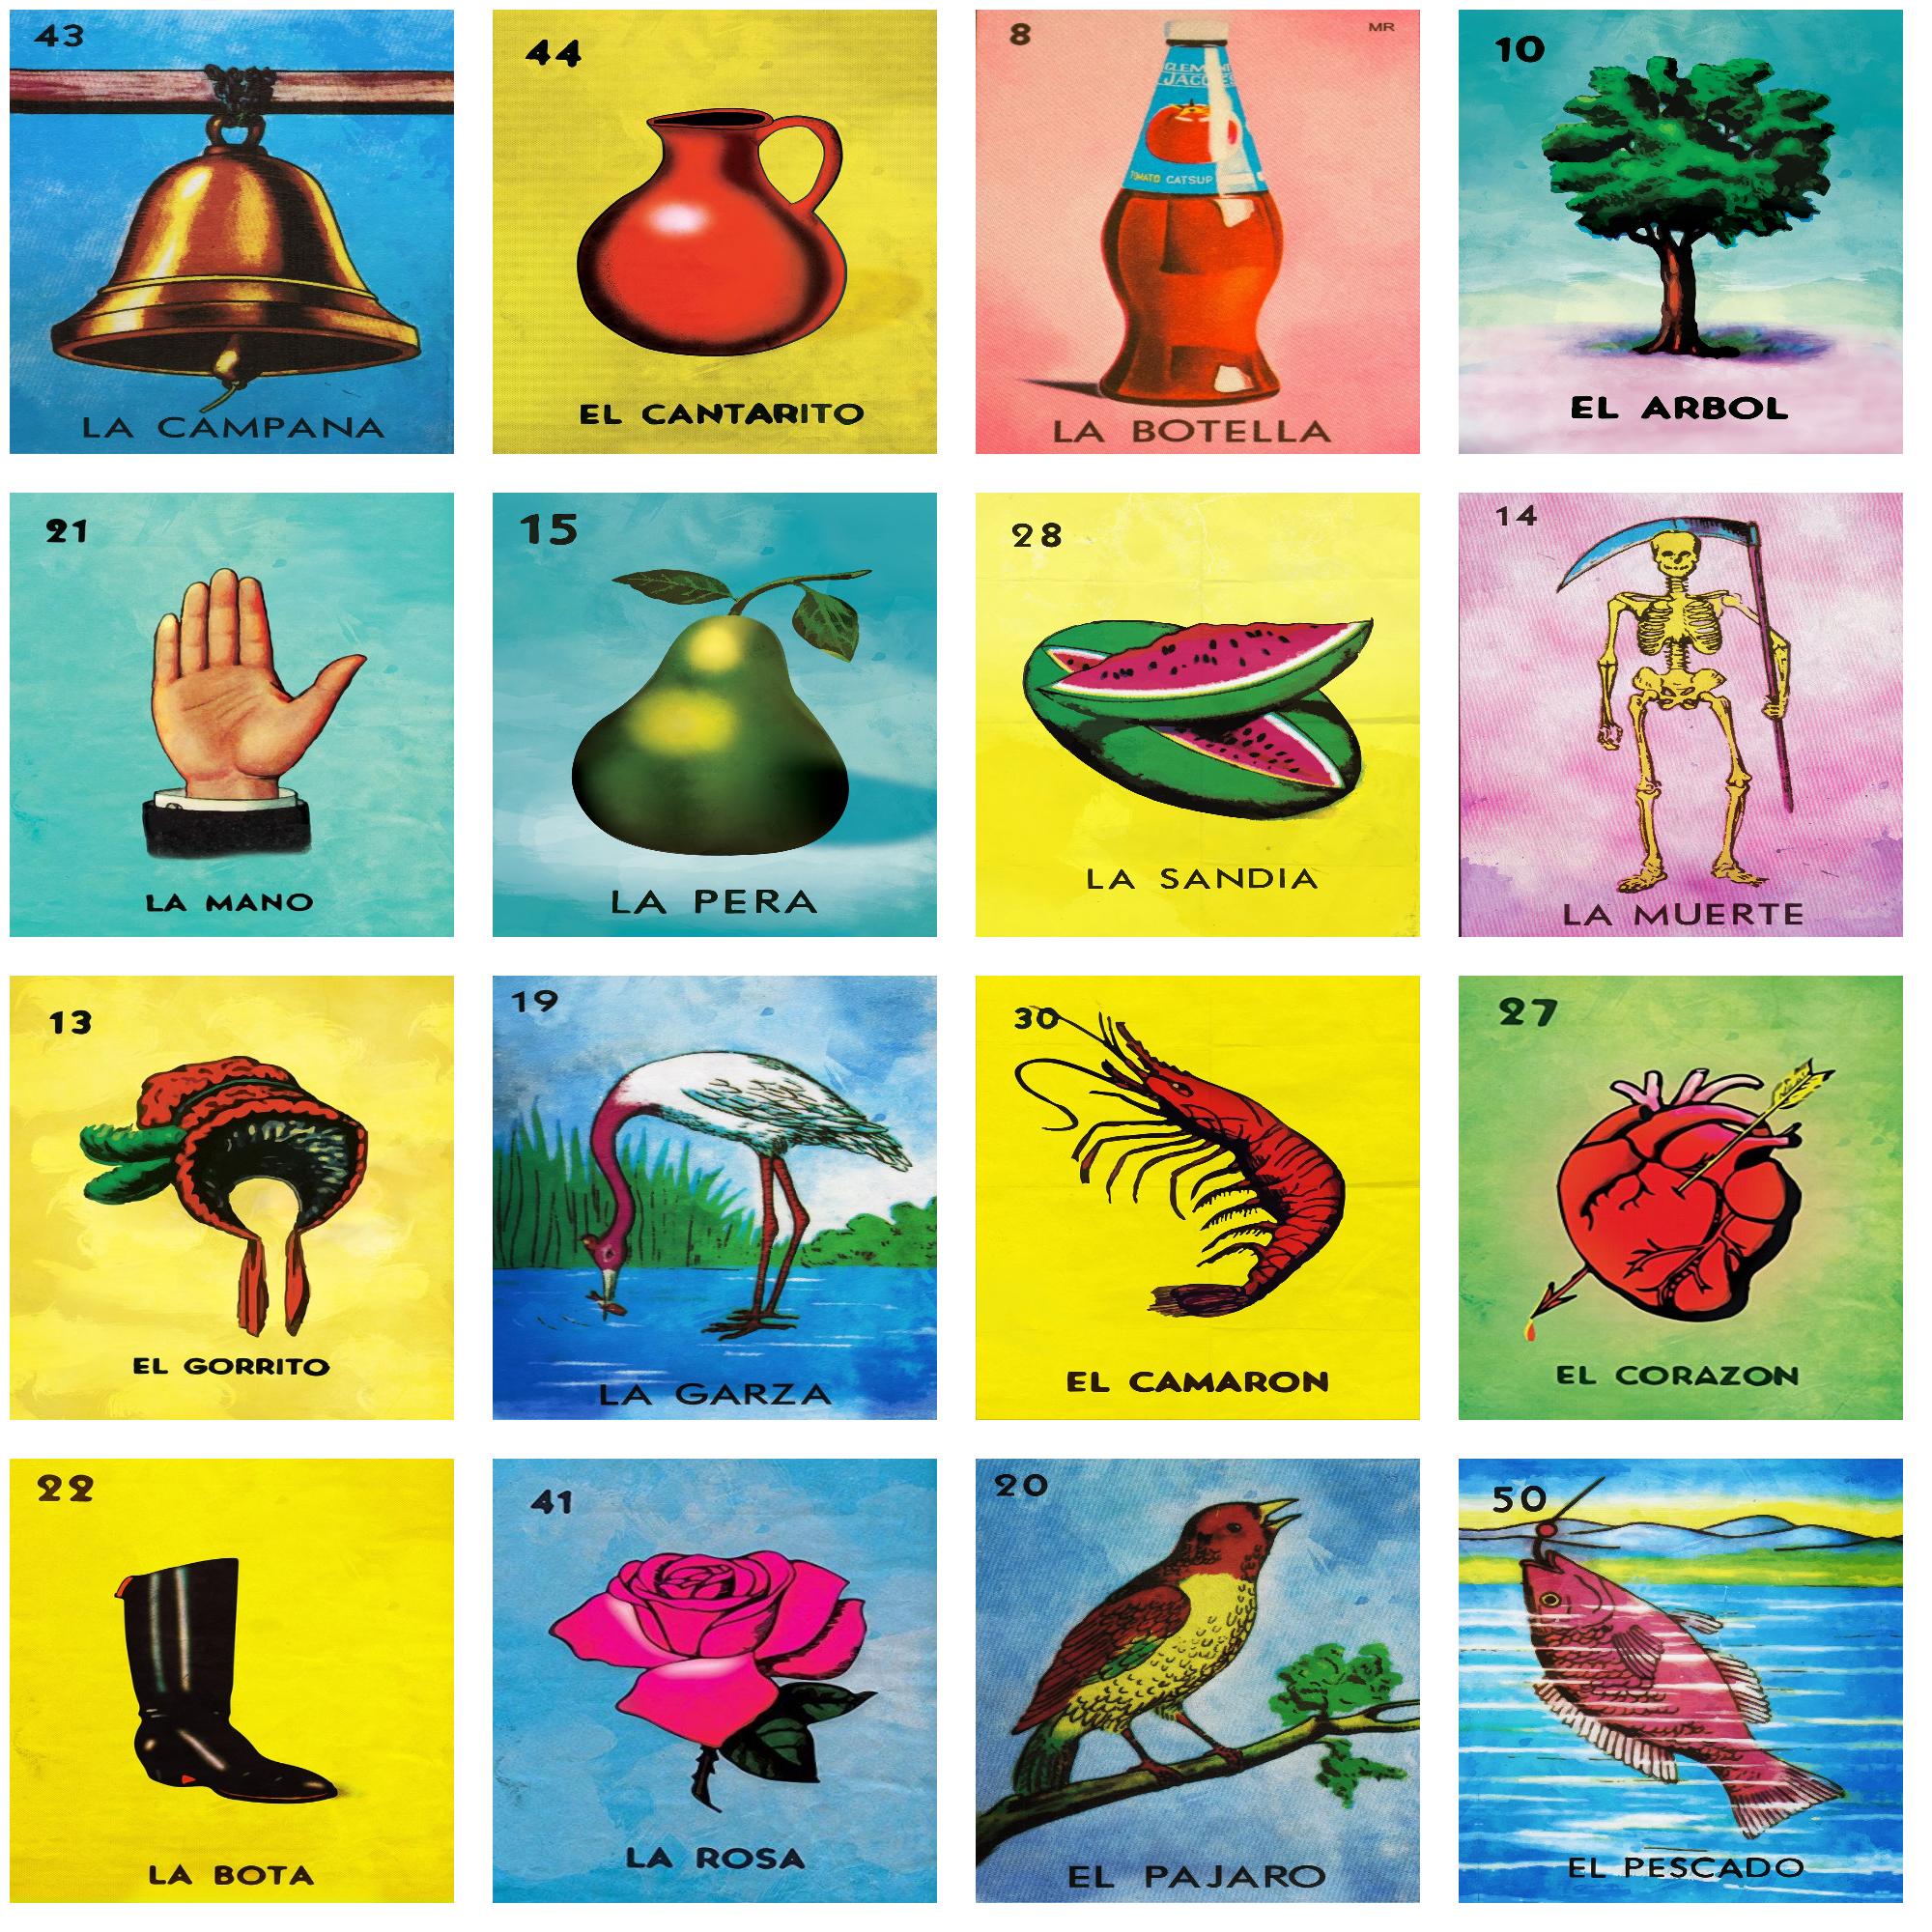 43
LA CAMPANA
44
EL CANTARITO
8
MR
CLEMENTE
JACQUES
TOMATO CATSUP
LA BOTELLA
10
EL ARBOL
21
LA MANO
15
LA PERA
28
LA SANDIA
14
LA MUERTE
13
EL GORRITO
19
LA GARZA
30
EL CAMARON
27
EL CORAZON
22
LA BOTA
41
LA ROSA
20
EL PAJARO
50
EL PESCADO